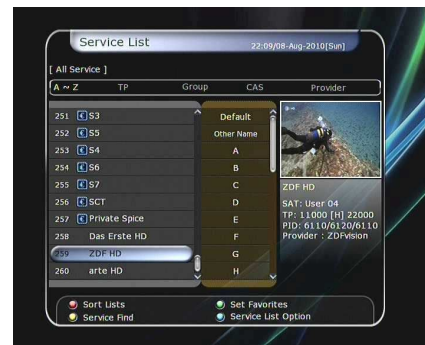 Service List
22:09/08-Aug-2010[Sun]
[ All Service ]
A ~ Z TP Group CAS Provider
251 € S3
252 € S5
253 € S4
254 € S6
255 € S7
256 € SCT
257 € Private Spice
258 Das Erste HD
259 ZDF HD
260 arte HD
Default
Other Name
A
B
C
D
E
F
G
H
ZDF HD
SAT: User 04
TP: 11000 [H] 22000
PID: 6110/6120/6110
Provider : ZDFvision
Sort Lists
Set Favorites
Service Find
Service List Option